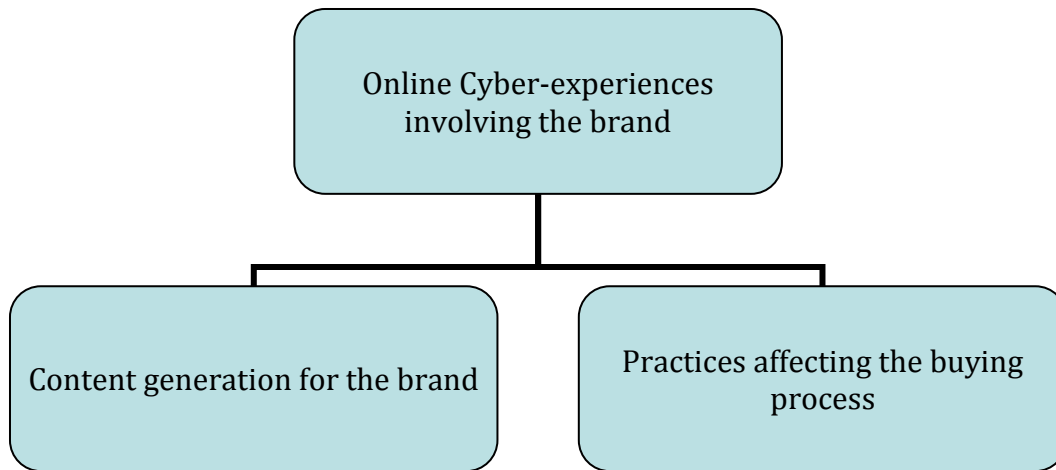 Online Cyber-experiences
involving the brand
Content generation for the brand
Practices affecting the buying
process